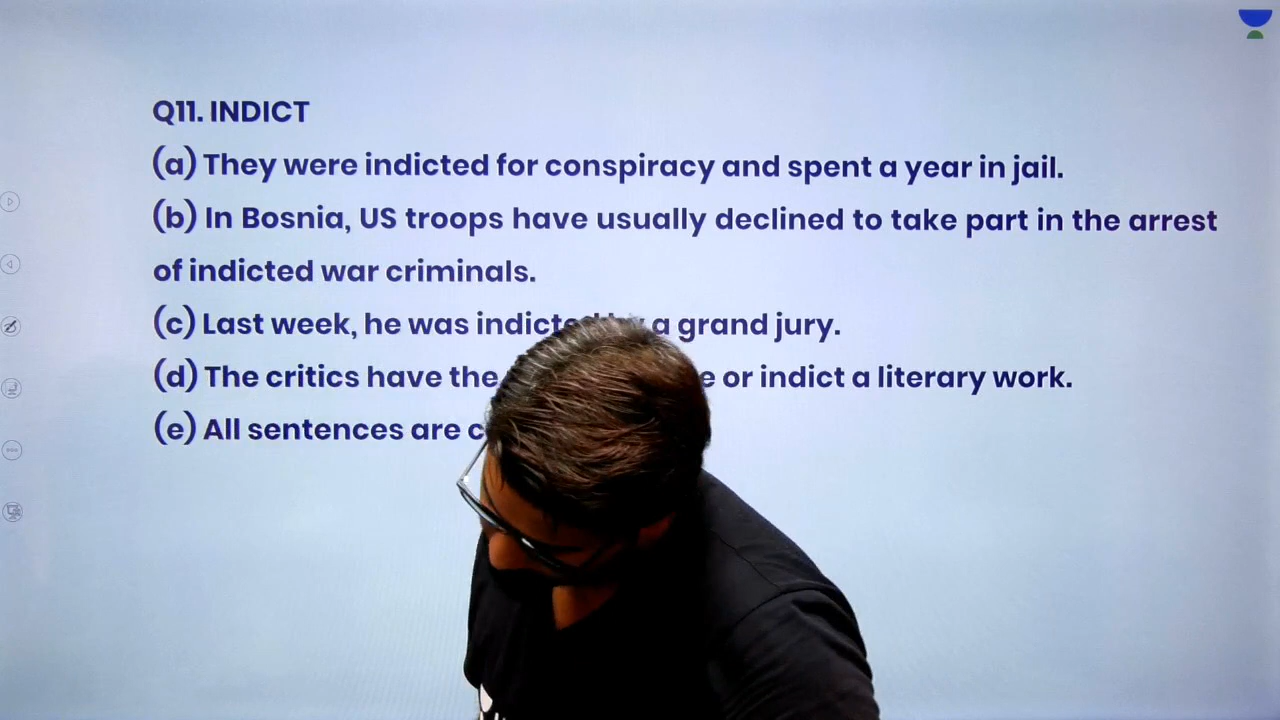 Q11. INDICT
(a) They were indicted for conspiracy and spent a year in jail.
(b) In Bosnia, US troops have usually declined to take part in the arrest
of indicted war criminals.
(c) Last week, he was a grand jury.
(d) The critics have the or indict a literary work.
(e) All sentences are